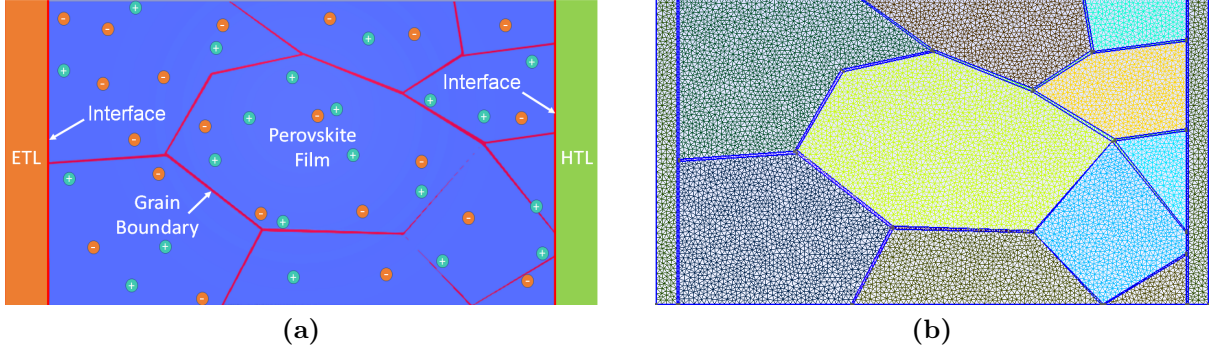 Interface
Interface
ETL
Perovskite
Film
HTL
Grain
Boundary
(a)
(b)